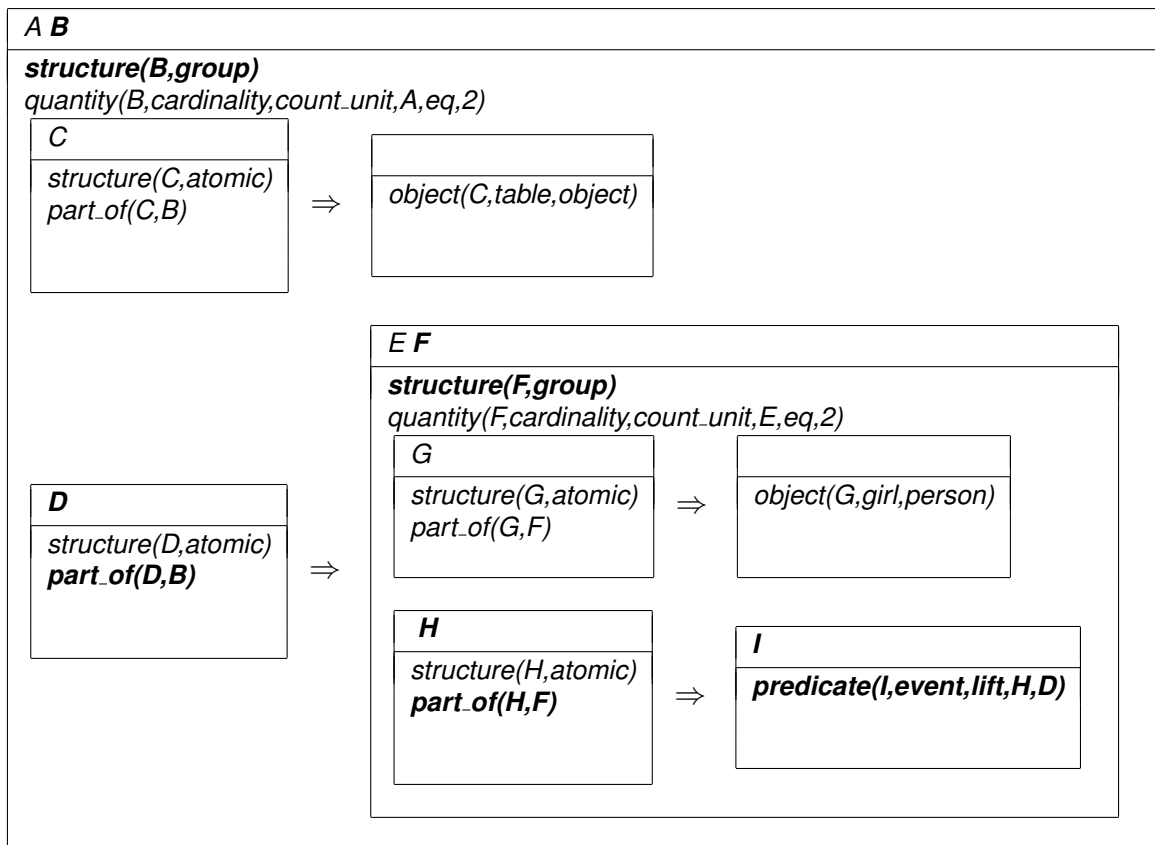 A B
structure(B,group)
quantity(B,cardinality,count_unit,A,eq,2)
C
structure(C,atomic)
part_of(C,B)
⇒
object(C,table,object)
D
structure(D,atomic)
part_of(D,B)
⇒
E F
structure(F,group)
quantity(F,cardinality,count_unit,E,eq,2)
G
structure(G,atomic)
part_of(G,F)
⇒
object(G,girl,person)
H
structure(H,atomic)
part_of(H,F)
⇒
I
predicate(I,event,lift,H,D)